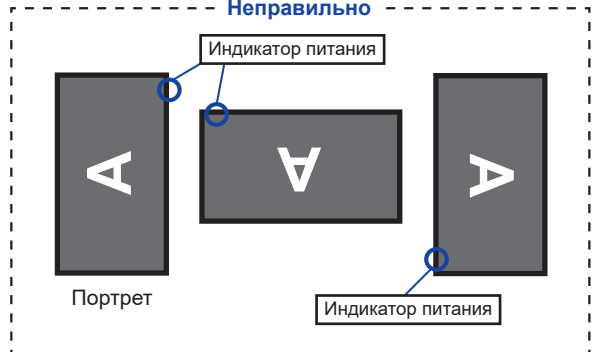 Неправильно
Индикатор питания
A
A
A
Портрет
Индикатор питания